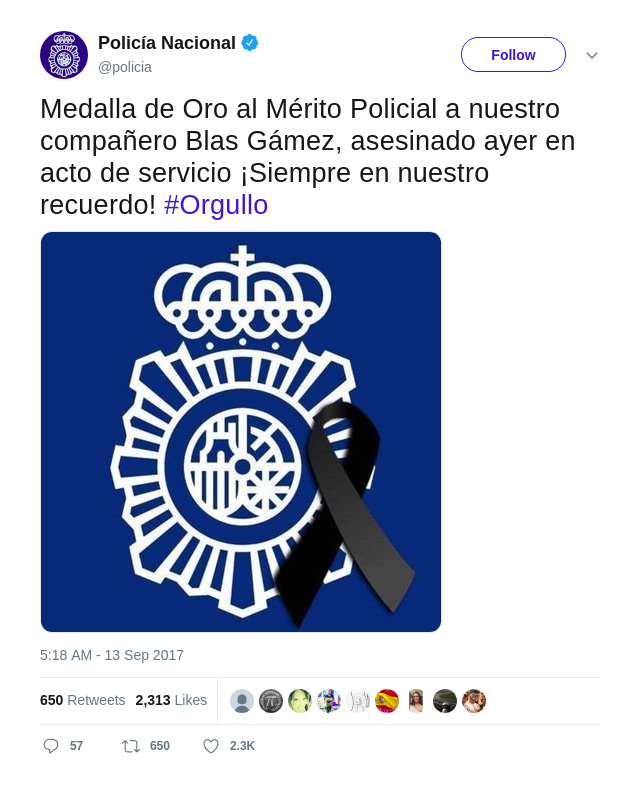 Policía Nacional
@policia
Follow
Medalla de Oro al Mérito Policial a nuestro
compañero Blas Gámez, asesinado ayer en
acto de servicio ¡Siempre en nuestro
recuerdo! #Orgullo
5:18 AM - 13 Sep 2017
650 Retweets 2,313 Likes
57 650 2.3K